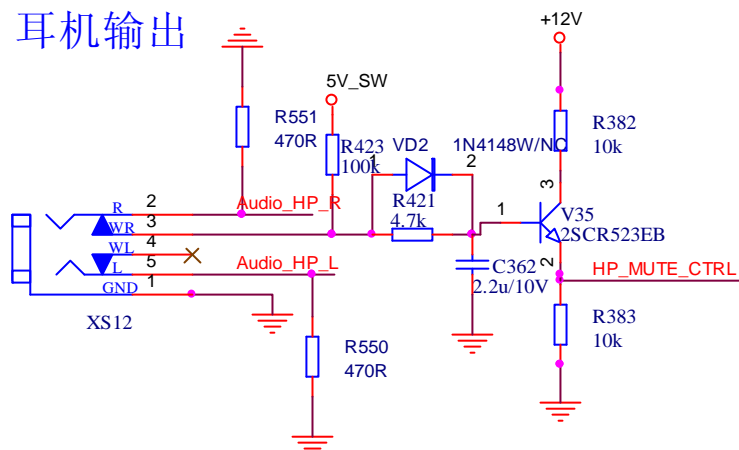 耳机输出
+12V
5V_SW
R551
470R
R423
100k
VD2
1N4148W/NC
R382
10k
1
2
R
2
Audio_HP_R
WR
3
R421
4.7k
3
1
V35
2SCR523EB
WL
4
L
5
Audio_HP_L
C362
2.2u/10V
2
HP_MUTE_CTRL
GND
1
XS12
R383
10k
R550
470R